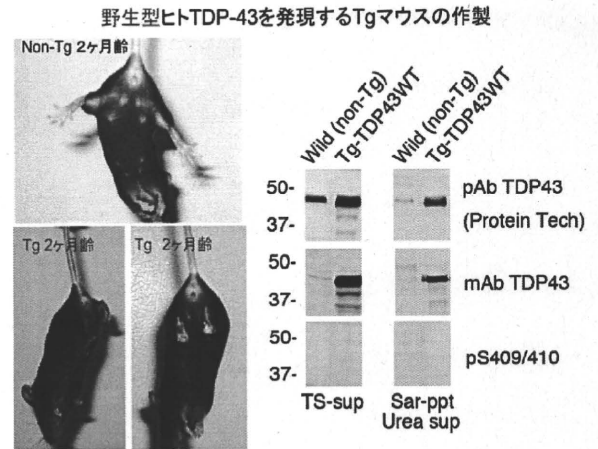 野生型ヒトTDP-43を発現するTgマウスの作製
Non-Tg 2ヶ月齢
Tg 2ヶ月齢
Tg 2ヶ月齢
Wild (non-Tg)
Tg-TDP43WT
Wild (non-Tg)
Tg-TDP43WT
50-
37-
pAb TDP43
(Protein Tech)
50-
37-
mAb TDP43
50-
37-
pS409/410
TS-sup
Sar-ppt
Urea sup